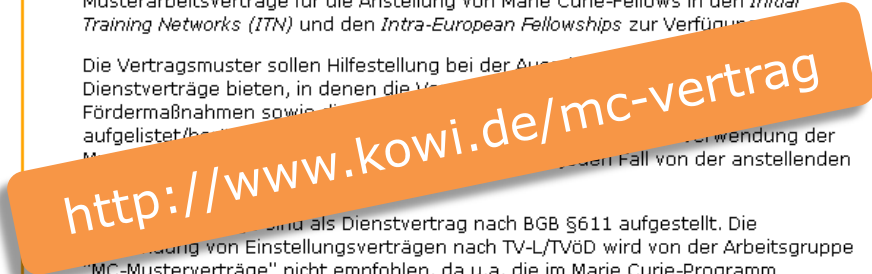 Musterarbeitsverträge für die Anstellung von Marie Curie-Fellows in den Initial
Training Networks (ITN) und den Intra-European Fellowships zur
Die Vertragsmuster sollen Hilfestellung bei der
Dienstverträge bieten, in denen die
Fördermaßnahmen sowie
der
Fall von der anstellenden
http://www.kowi.de/mc-vertrag
sind als Dienstvertrag nach BGB §611 aufgestellt. Die
von Einstellungsverträgen nach TV-L/TVöD wird von der Arbeitsgruppe
"MC-Musterverträge" nicht empfohlen, da u.a. die im Marie Curie-Programm